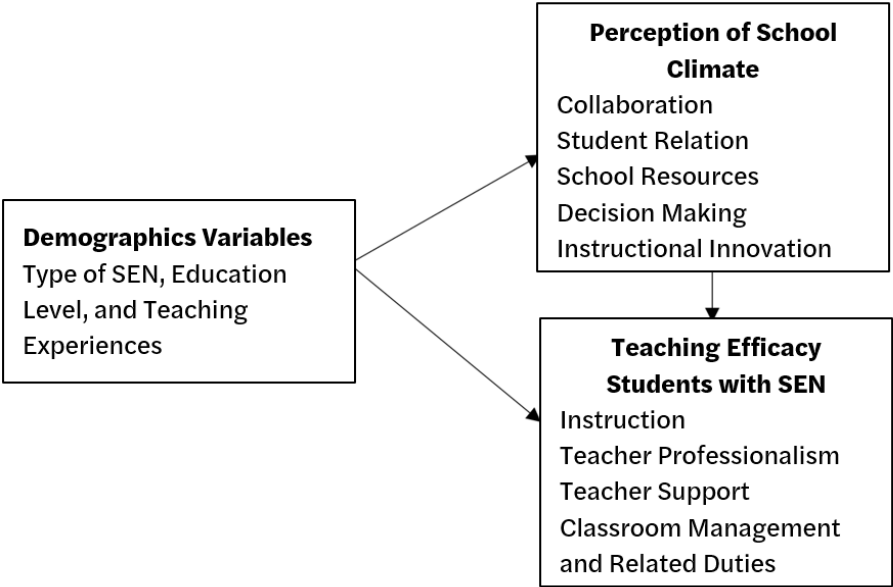 Demographics Variables
Type of SEN, Education
Level, and Teaching
Experiences
Perception of School
Climate
Collaboration
Student Relation
School Resources
Decision Making
Instructional Innovation
Teaching Efficacy
Students with SEN
Instruction
Teacher Professionalism
Teacher Support
Classroom Management
and Related Duties